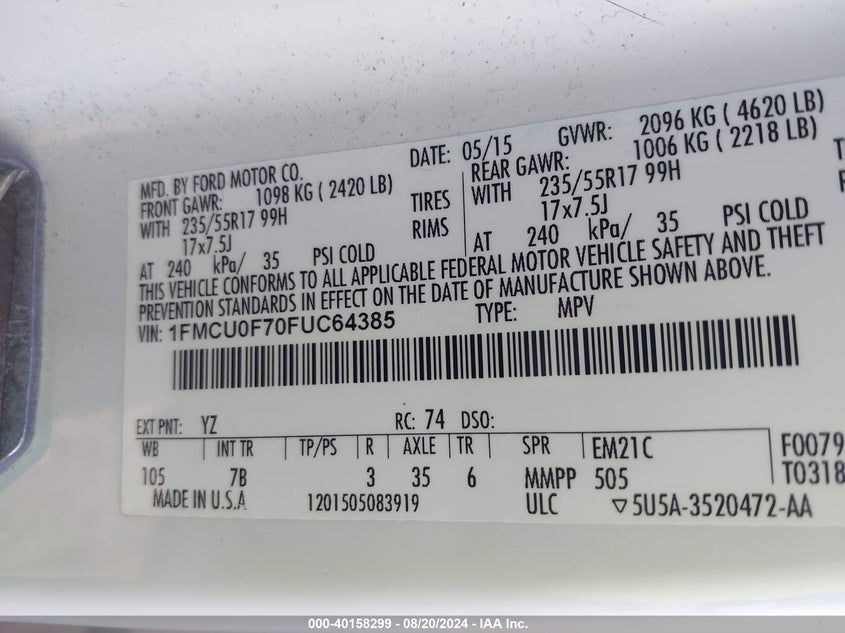 MFD. BY FORD MOTOR CO. DATE: 05/15 GVWR: 2096 KG ( 4620 LB)
FRONT GAWR: 1098 KG ( 2420 LB) REAR GAWR: 1006 KG ( 2218 LB)
WITH 235/55R17 99H TIRES WITH 235/55R17 99H
17x7.5J RIMS 17x7.5J
AT 240 kPa/ 35 PSI COLD AT 240 kPa/ 35 PSI COLD
THIS VEHICLE CONFORMS TO ALL APPLICABLE FEDERAL MOTOR VEHICLE SAFETY AND THEFT
PREVENTION STANDARDS IN EFFECT ON THE DATE OF MANUFACTURE SHOWN ABOVE.
VIN: 1FMCU0F70FUC64385 TYPE: MPV
EXT PNT: YZ RC: 74 DSO:
WB INT TR TP/PS R AXLE TR SPR EM21C F0079
105 7B 3 35 6 MMPP 505 T0318
MADE IN U.S.A 1201505083919 ULC ▽5U5A-3520472-AA
000-40158299 - 08/20/2024 - IAA Inc.